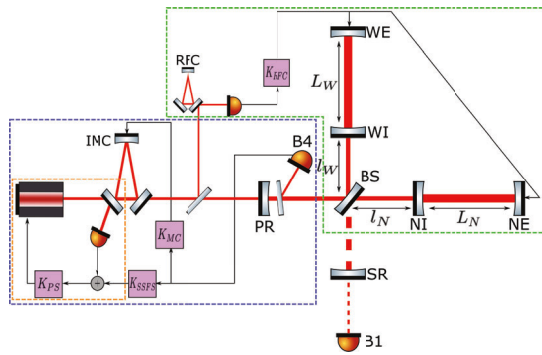 WE
RFC
K_{RFC}
L_W
INC
B4
WI
l_W
BS
K_{MC}
PR
l_N
NI
L_N
NE
K_{PS}
+
K_{SSFS}
SR
B1